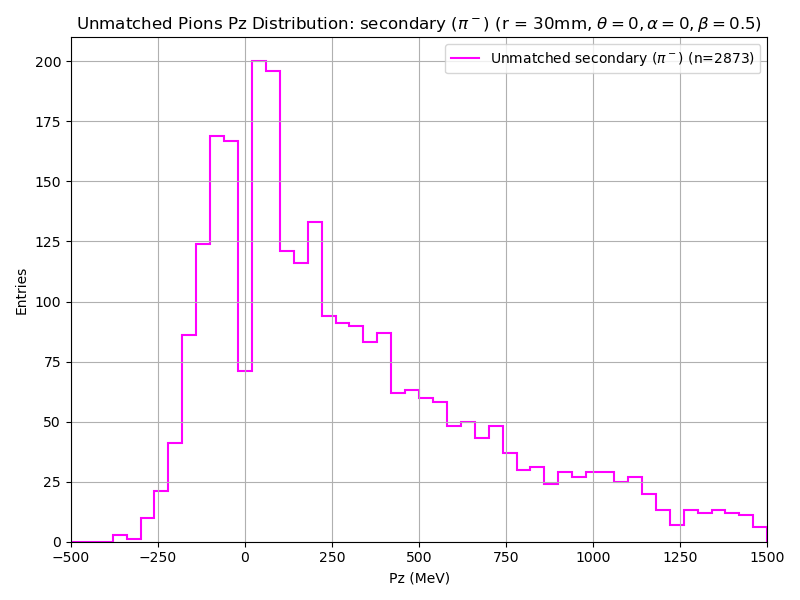 Unmatched Pions Pz Distribution: secondary (π⁻) (r = 30mm, θ = 0, α = 0, β = 0.5)
Unmatched secondary (π⁻) (n=2873)
200
175
150
125
100
75
50
25
0
Entries
−500 −250 0 250 500 750 1000 1250 1500
Pz (MeV)